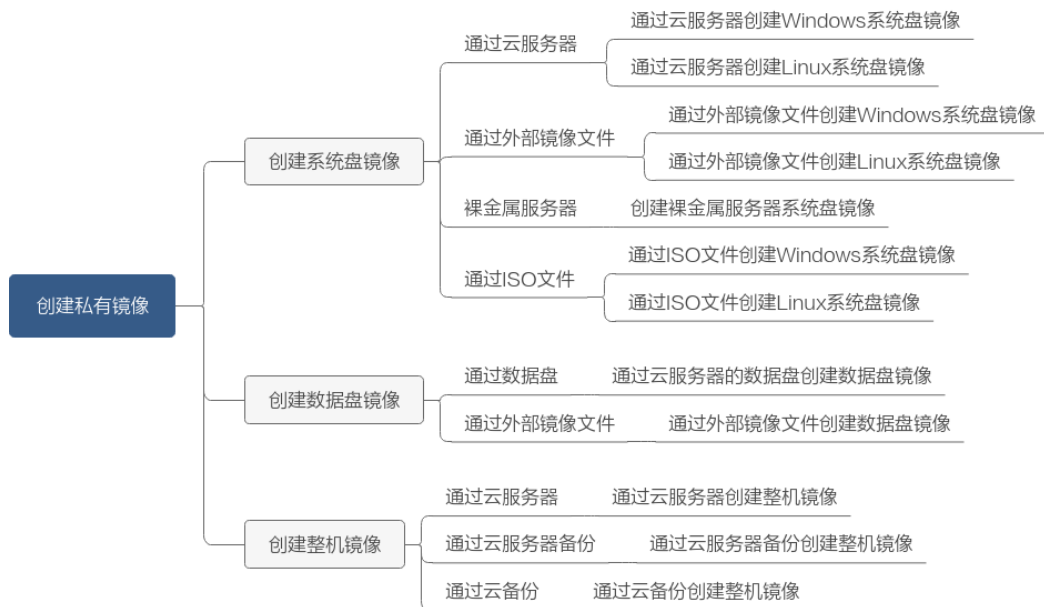 创建私有镜像
创建系统盘镜像
通过云服务器
通过云服务器创建Windows系统盘镜像
通过云服务器创建Linux系统盘镜像
通过外部镜像文件
通过外部镜像文件创建Windows系统盘镜像
通过外部镜像文件创建Linux系统盘镜像
裸金属服务器
创建裸金属服务器系统盘镜像
通过ISO文件
通过ISO文件创建Windows系统盘镜像
通过ISO文件创建Linux系统盘镜像
创建数据盘镜像
通过数据盘
通过云服务器的数据盘创建数据盘镜像
通过外部镜像文件
通过外部镜像文件创建数据盘镜像
创建整机镜像
通过云服务器
通过云服务器创建整机镜像
通过云服务器备份
通过云服务器备份创建整机镜像
通过云备份
通过云备份创建整机镜像